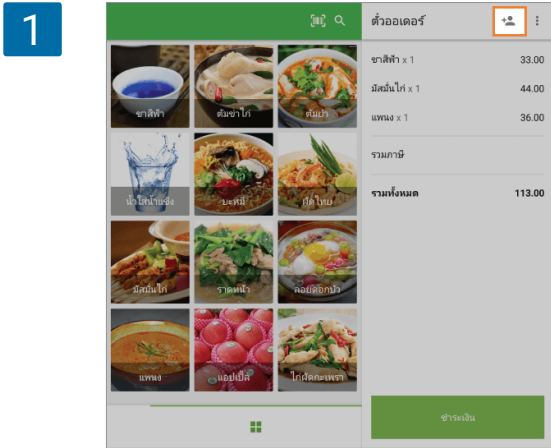 1
ตั๋วออเดอร์
ชาสีฟ้า x 1 33.00
มัสมั่นไก่ x 1 44.00
แพนง x 1 36.00
รวมภาษี
รวมทั้งหมด 113.00
ชำระเงิน
ชาสีฟ้า ต้มข่าไก่ ต้มยำ
น้ำใสน้ำแข็ง บะหมี่ ผัดไทย
มัสมั่นไก่ ราดหน้า ลอยดอกบัว
แพนง แอปเปิ้ล ไก่ผัดกะเพรา